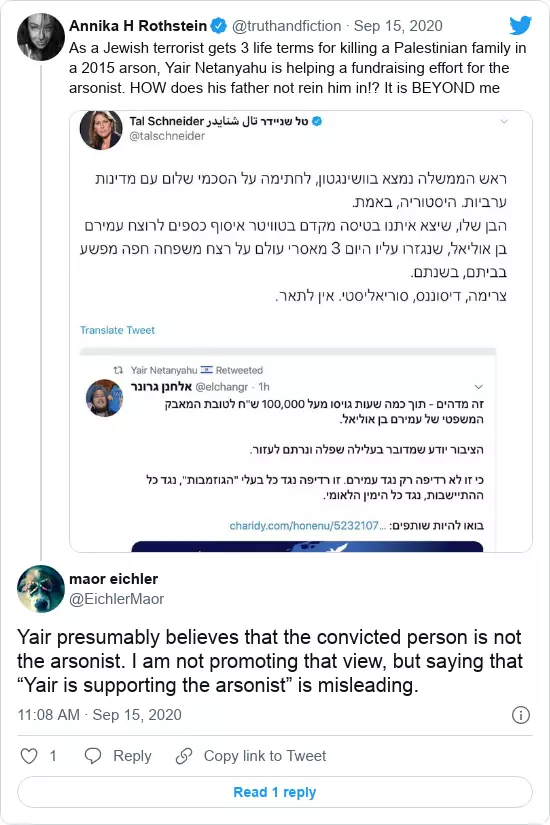 Annika H Rothstein @truthandfiction · Sep 15, 2020
As a Jewish terrorist gets 3 life terms for killing a Palestinian family in
a 2015 arson, Yair Netanyahu is helping a fundraising effort for the
arsonist. HOW does his father not rein him in!? It is BEYOND me
Tal Schneider טל שניידר تال شنايدر
@talschneider
ראש הממשלה נמצא בוושינגטון, לחתימה על הסכמי שלום עם מדינות
ערביות. היסטוריה, באמת.
הבן שלו, שיצא איתנו בטיסה מקדם בטוויטר איסוף כספים לרוצח עמירם
בן אוליאל, שנגזרו עליו היום 3 מאסרי עולם על רצח משפחה חפה מפשע
בביתם, בשנתם.
צרימה, דיסוננס, סוריאליסטי. אין לתאר.
Translate Tweet
Yair Netanyahu Retweeted
אלחנן גרונר @elchangr · 1h
זה מדהים - תוך כמה שעות גויסו מעל 100,000 ש"ח לטובת המאבק
המשפטי של עמירם בן אוליאל.
הציבור יודע שמדובר בעלילה שפלה ונרתם לעזור.
כי זו לא רדיפה רק נגד עמירם. זו רדיפה נגד כל בעלי "הגוזמבות", נגד כל
ההתיישבות, נגד כל הימין הלאומי.
בואו להיות שותפים: charidy.com/honenu/5232107...
maor eichler
@EichlerMaor
Yair presumably believes that the convicted person is not
the arsonist. I am not promoting that view, but saying that
“Yair is supporting the arsonist” is misleading.
11:08 AM · Sep 15, 2020
1 Reply Copy link to Tweet
Read 1 reply